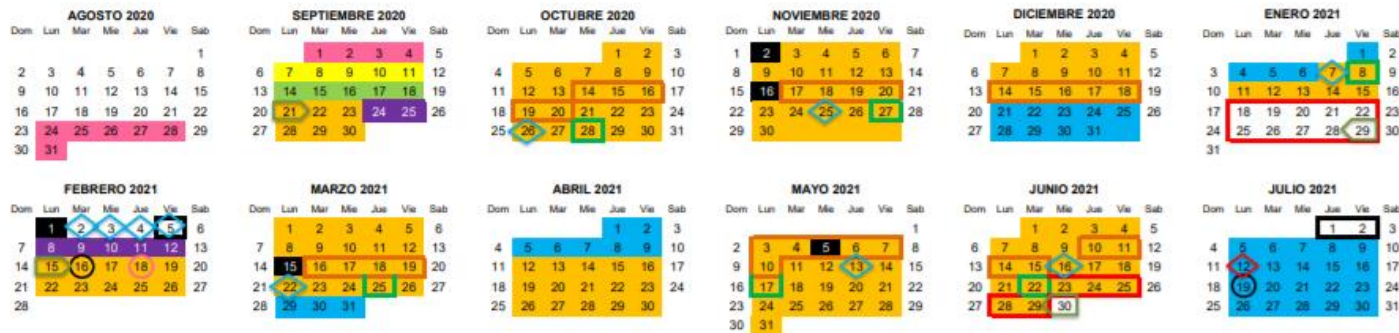 AGOSTO 2020
Dom Lun Mar Mie Jue Vie Sab
1
2 3 4 5 6 7 8
9 10 11 12 13 14 15
16 17 18 19 20 21 22
23 24 25 26 27 28 29
30 31
SEPTIEMBRE 2020
Dom Lun Mar Mie Jue Vie Sab
1 2 3 4 5
6 7 8 9 10 11 12
13 14 15 16 17 18 19
20 21 22 23 24 25 26
27 28 29 30
OCTUBRE 2020
Dom Lun Mar Mie Jue Vie Sab
1 2 3
4 5 6 7 8 9 10
11 12 13 14 15 16 17
18 19 20 21 22 23 24
25 26 27 28 29 30 31
NOVIEMBRE 2020
Dom Lun Mar Mie Jue Vie Sab
1 2 3 4 5 6 7
8 9 10 11 12 13 14
15 16 17 18 19 20 21
22 23 24 25 26 27 28
29 30
DICIEMBRE 2020
Dom Lun Mar Mie Jue Vie Sab
1 2 3 4 5
6 7 8 9 10 11 12
13 14 15 16 17 18 19
20 21 22 23 24 25 26
27 28 29 30 31
ENERO 2021
Dom Lun Mar Mie Jue Vie Sab
1 2
3 4 5 6 7 8 9
10 11 12 13 14 15 16
17 18 19 20 21 22 23
24 25 26 27 28 29 30
31
FEBRERO 2021
Dom Lun Mar Mie Jue Vie Sab
1 2 3 4 5 6
7 8 9 10 11 12 13
14 15 16 17 18 19 20
21 22 23 24 25 26 27
28
MARZO 2021
Dom Lun Mar Mie Jue Vie Sab
1 2 3 4 5 6
7 8 9 10 11 12 13
14 15 16 17 18 19 20
21 22 23 24 25 26 27
28 29 30 31
ABRIL 2021
Dom Lun Mar Mie Jue Vie Sab
1 2 3
4 5 6 7 8 9 10
11 12 13 14 15 16 17
18 19 20 21 22 23 24
25 26 27 28 29 30
MAYO 2021
Dom Lun Mar Mie Jue Vie Sab
1
2 3 4 5 6 7 8
9 10 11 12 13 14 15
16 17 18 19 20 21 22
23 24 25 26 27 28 29
30 31
JUNIO 2021
Dom Lun Mar Mie Jue Vie Sab
1 2 3 4 5
6 7 8 9 10 11 12
13 14 15 16 17 18 19
20 21 22 23 24 25 26
27 28 29 30
JULIO 2021
Dom Lun Mar Mie Jue Vie Sab
1 2 3
4 5 6 7 8 9 10
11 12 13 14 15 16 17
18 19 20 21 22 23 24
25 26 27 28 29 30 31